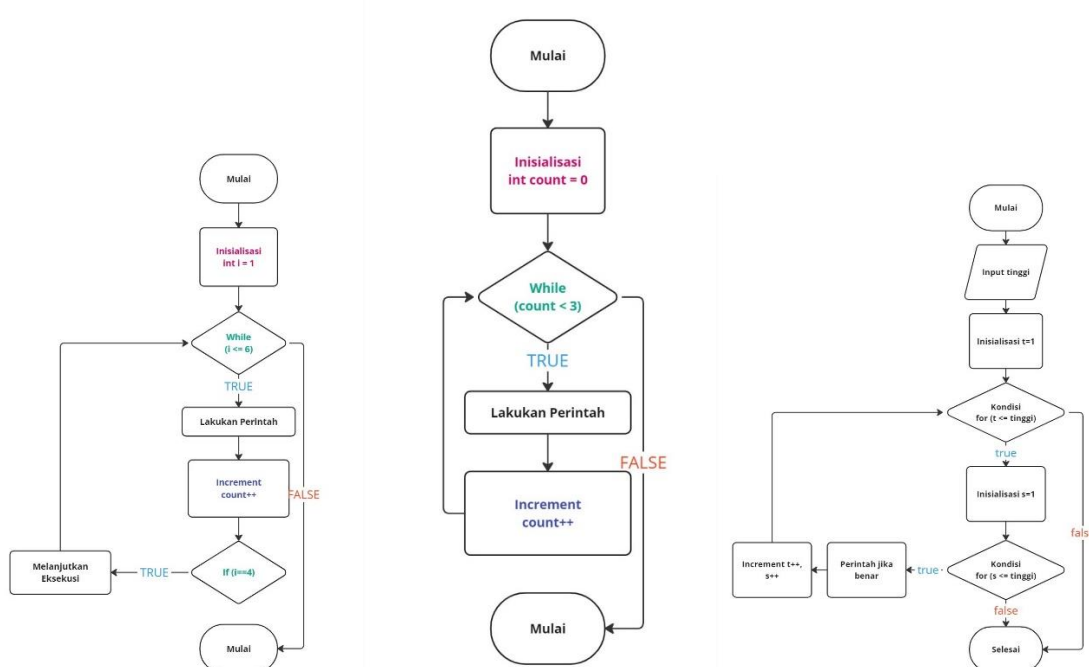 Mulai
Inisialisasi
int i = 1
While
(i <= 6)
TRUE
Lakukan Perintah
Increment
count++
FALSE
If (i==4)
TRUE
Melanjutkan
Eksekusi
Mulai
Mulai
Inisialisasi
int count = 0
While
(count < 3)
TRUE
Lakukan Perintah
FALSE
Increment
count++
Mulai
Mulai
Input tinggi
Inisialisasi t=1
Kondisi
for (t <= tinggi)
true
Inisialisasi s=1
fals
Kondisi
for (s <= tinggi)
true
Perintah jika
benar
Increment t++,
s++
false
Selesai